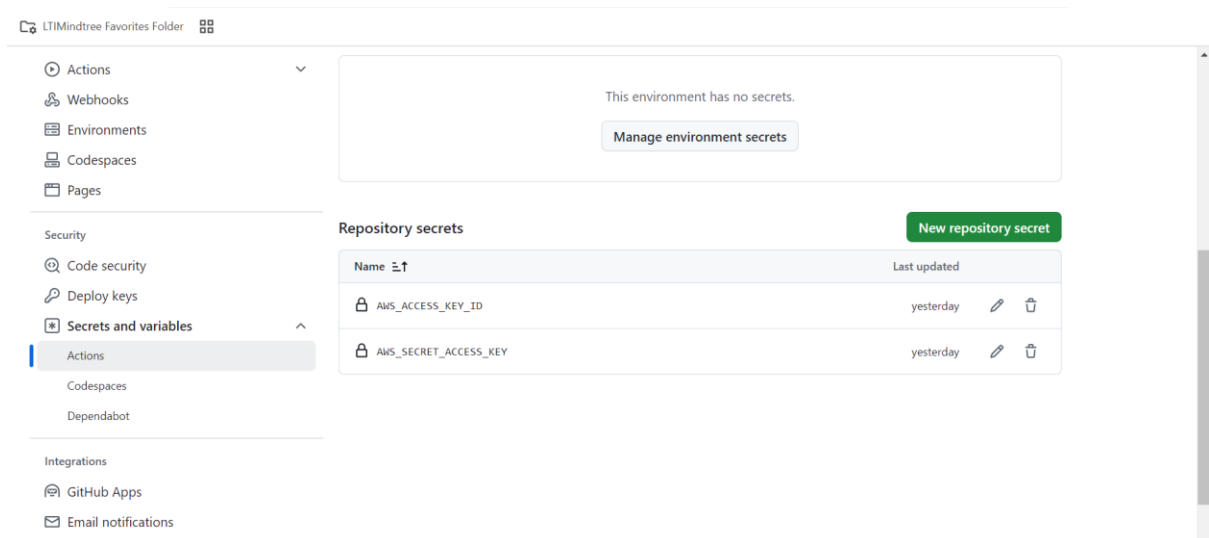 LTIMindtree Favorites Folder
Actions
Webhooks
Environments
Codespaces
Pages
Security
Code security
Deploy keys
Secrets and variables
Actions
Codespaces
Dependabot
Integrations
GitHub Apps
Email notifications
This environment has no secrets.
Manage environment secrets
Repository secrets New repository secret
Name Last updated
AWS_ACCESS_KEY_ID yesterday
AWS_SECRET_ACCESS_KEY yesterday